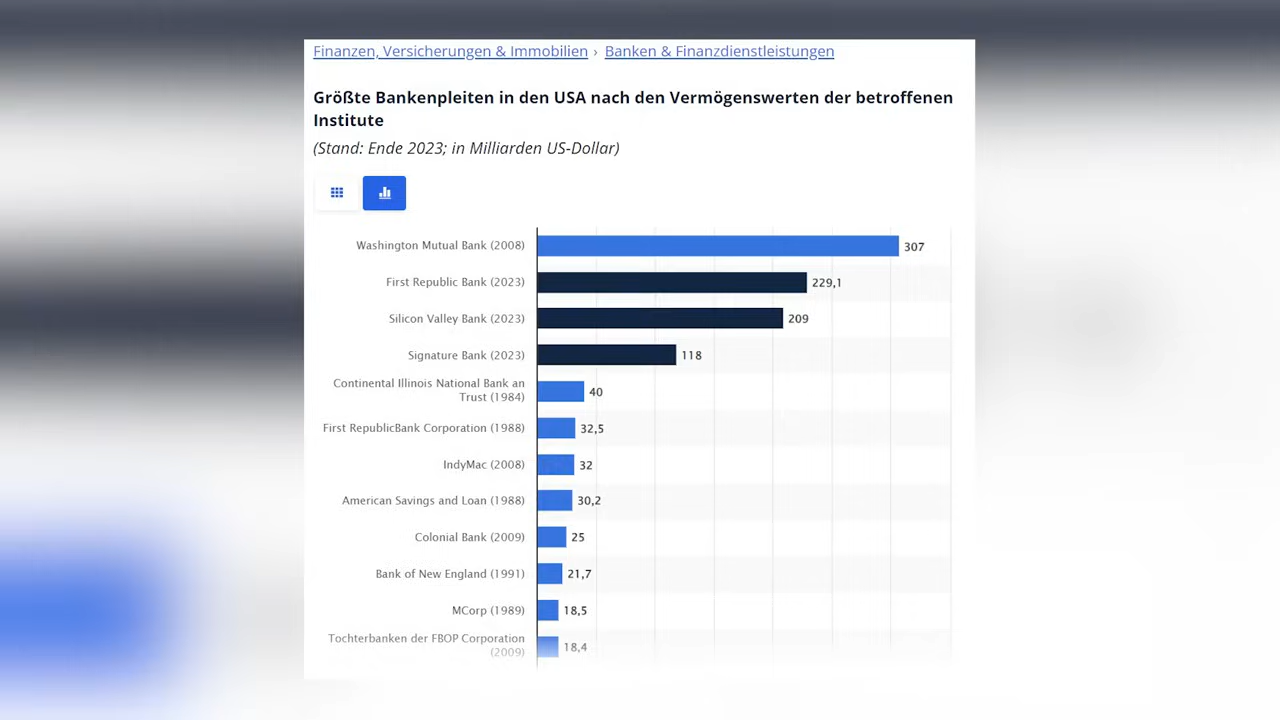 Finanzen, Versicherungen & Immobilien › Banken & Finanzdienstleistungen
Größte Bankenpleiten in den USA nach den Vermögenswerten der betroffenen
Institute
(Stand: Ende 2023; in Milliarden US-Dollar)
Washington Mutual Bank (2008) 307
First Republic Bank (2023) 229,1
Silicon Valley Bank (2023) 209
Signature Bank (2023) 118
Continental Illinois National Bank an
Trust (1984) 40
First RepublicBank Corporation (1988) 32,5
IndyMac (2008) 32
American Savings and Loan (1988) 30,2
Colonial Bank (2009) 25
Bank of New England (1991) 21,7
MCorp (1989) 18,5
Tochterbanken der FBOP Corporation
(2009) 18,4